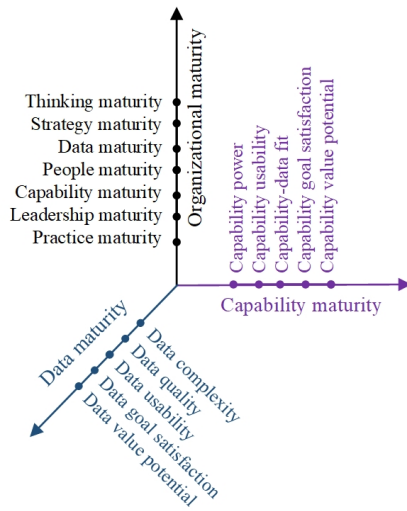 Organizational maturity
Thinking maturity
Strategy maturity
Data maturity
People maturity
Capability maturity
Leadership maturity
Practice maturity
Capability power
Capability usability
Capability-data fit
Capability goal satisfaction
Capability value potential
Capability maturity
Data maturity
Data complexity
Data quality
Data usability
Data goal satisfaction
Data value potential